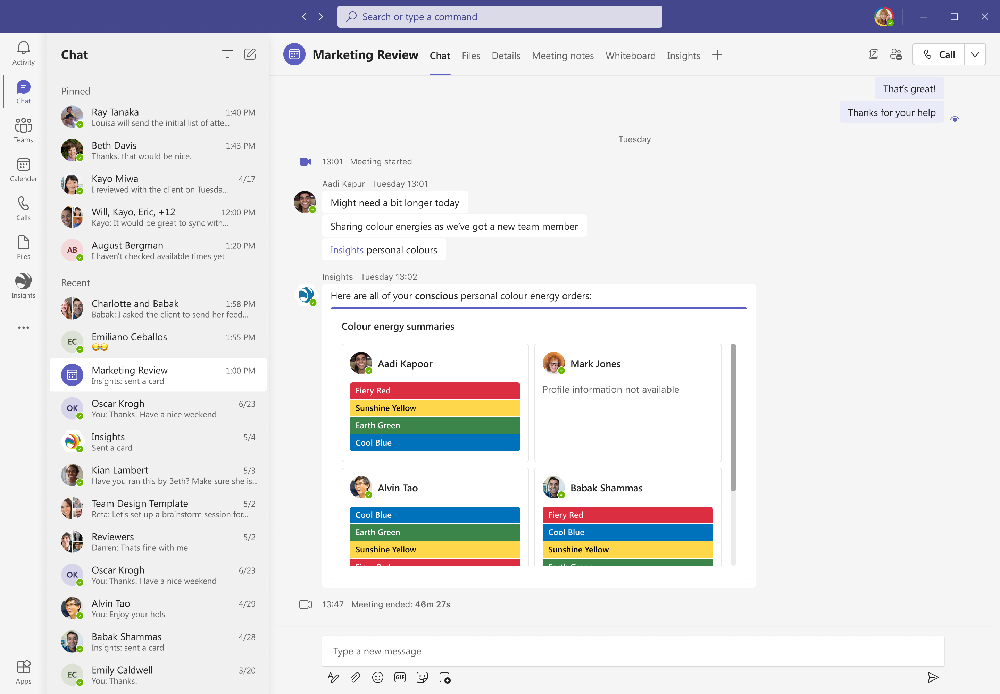 Search or type a command
Activity
Chat
Teams
Calender
Calls
Files
Insights
Apps
Chat
Pinned
Ray Tanaka 1:40 PM
Louisa will send the initial list of atte...
Beth Davis 1:43 PM
Thanks, that would be nice.
Kayo Miwa 4/17
I reviewed with the client on Tuesda...
Will, Kayo, Eric, +12 12:00 PM
Kayo: It would be great to sync with...
AB
August Bergman 1:20 PM
I haven't checked available times yet
Recent
Charlotte and Babak 1:58 PM
Babak: I asked the client to send her feed...
EC
Emiliano Ceballos 1:55 PM
😂😂
Marketing Review 1:00 PM
Insights: sent a card
OK
Oscar Krogh 6/23
You: Thanks! Have a nice weekend
Insights 5/4
Sent a card
Kian Lambert 5/3
Have you ran this by Beth? Make sure she is...
Team Design Template 5/2
Reta: Let's set up a brainstorm session for...
Reviewers 5/2
Darren: Thats fine with me
OK
Oscar Krogh 6/23
You: Thanks! Have a nice weekend
Alvin Tao 4/29
You: Enjoy your hols
Babak Shammas 4/28
Insights: sent a card
EC
Emily Caldwell 3/20
You: Thanks!
Marketing Review Chat Files Details Meeting notes Whiteboard Insights
Call
That’s great!
Thanks for your help
Tuesday
13:01 Meeting started
Aadi Kapur Tuesday 13:01
Might need a bit longer today
Sharing colour energies as we’ve got a new team member
Insights personal colours
Insights Tuesday 13:02
Here are all of your conscious personal colour energy orders:
Colour energy summaries
Aadi Kapoor
Fiery Red
Sunshine Yellow
Earth Green
Cool Blue
Mark Jones
Profile information not available
Alvin Tao
Cool Blue
Earth Green
Sunshine Yellow
Fiery Red
Babak Shammas
Fiery Red
Cool Blue
Sunshine Yellow
Earth Green
13:47 Meeting ended: 46m 27s
Type a new message
GIF